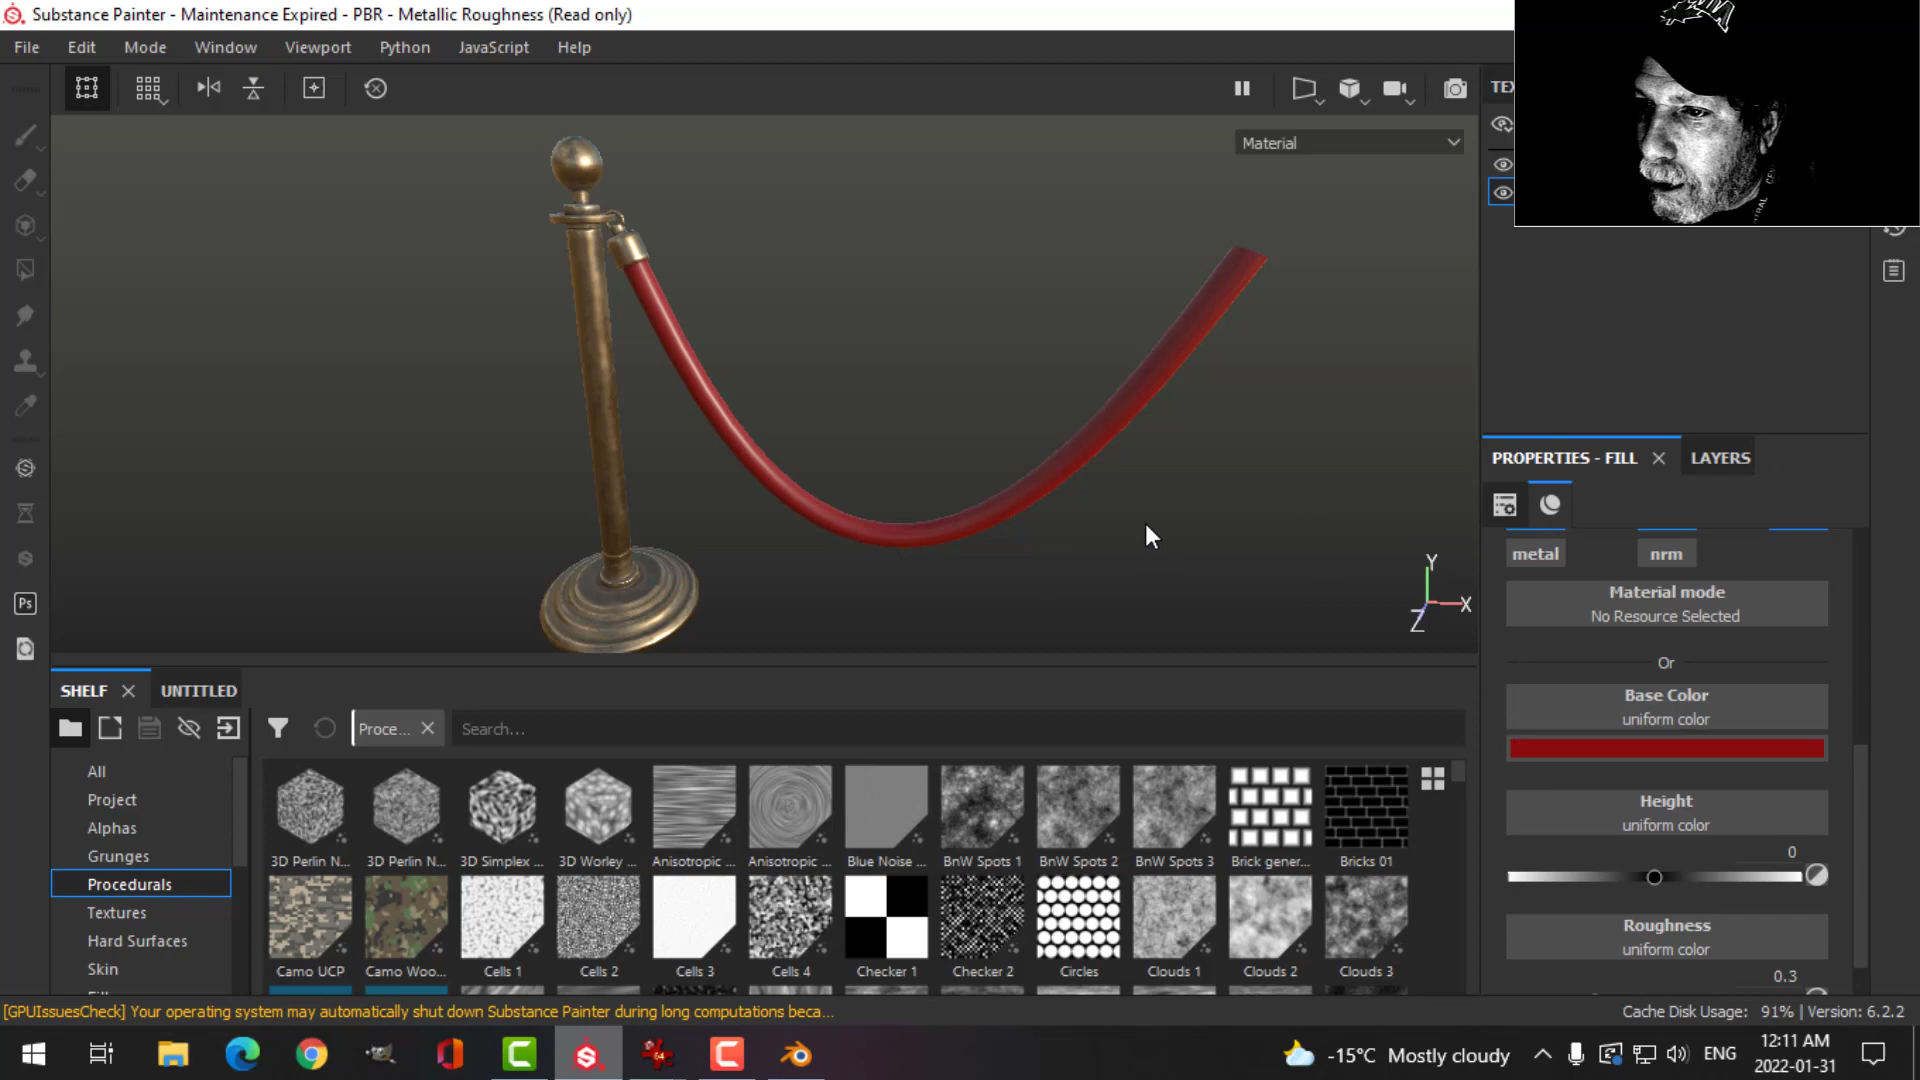 Substance Painter - Maintenance Expired - PBR - Metallic Roughness (Read only)
File Edit Mode Window Viewport Python JavaScript Help
Material
Y
X
Z
PROPERTIES - FILL LAYERS
metal nrm
Material mode
No Resource Selected
Or
Base Color
uniform color
Height
uniform color
0
Roughness
uniform color
0.3
SHELF UNTITLED
Proce... Search...
All
Project
Alphas
Grunges
Procedurals
Textures
Hard Surfaces
Skin
3D Perlin N... 3D Perlin N... 3D Simplex ... 3D Worley ... Anisotropic ... Anisotropic ... Blue Noise ... BnW Spots 1 BnW Spots 2 BnW Spots 3 Brick gener... Bricks 01
Camo UCP Camo Woo... Cells 1 Cells 2 Cells 3 Cells 4 Checker 1 Checker 2 Circles Clouds 1 Clouds 2 Clouds 3
[GPUIssuesCheck] Your operating system may automatically shut down Substance Painter during long computations beca...
Cache Disk Usage: 91% | Version: 6.2.2
Ps
-15°C Mostly cloudy
ENG
12:11 AM
2022-01-31